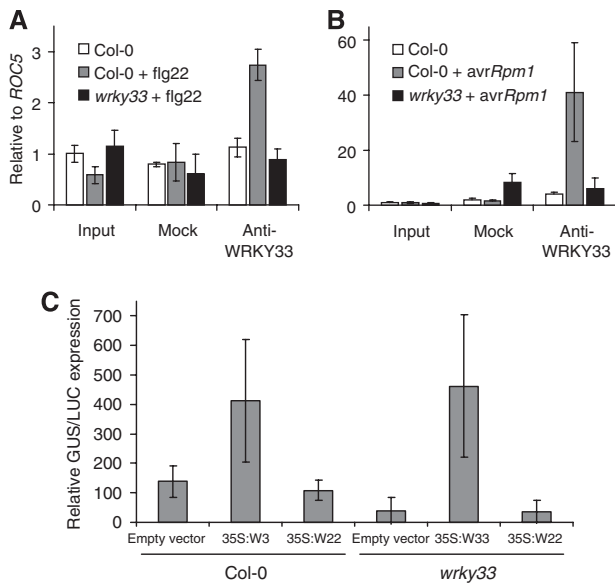 A
Relative to ROC5
3
2
1
0
Col-0
Col-0 + flg22
wrky33 + flg22
Input
Mock
Anti-
WRKY33
B
60
40
20
0
Col-0
Col-0 + avrRpm1
wrky33 + avrRpm1
Input
Mock
Anti-
WRKY33
C
Relative GUS/LUC expression
700
600
500
400
300
200
100
0
Empty vector
35S:W3
35S:W22
Empty vector
35S:W33
35S:W22
Col-0
wrky33